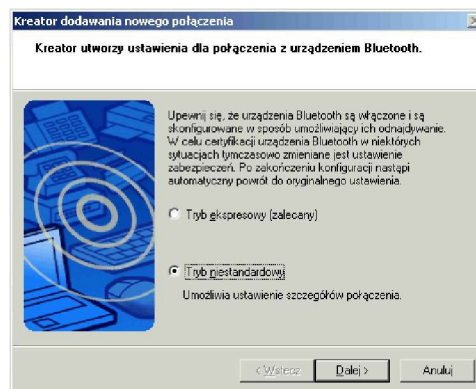 Kreator dodawania nowego połączenia
Kreator utworzy ustawienia dla połączenia z urządzeniem Bluetooth.
Upewnij się, że urządzenia Bluetooth są włączone i są
skonfigurowane w sposób umożliwiający ich odnajdywanie.
W celu certyfikacji urządzenia Bluetooth w niektórych
sytuacjach tymczasowo zmieniane jest ustawienie
zabezpieczeń. Po zakończeniu konfiguracji nastąpi
automatyczny powrót do oryginalnego ustawienia.
Tryb ekspresowy (zalecany)
Tryb niestandardowy
Umożliwia ustawienie szczegółów połączenia.
< Wstecz Dalej > Anuluj